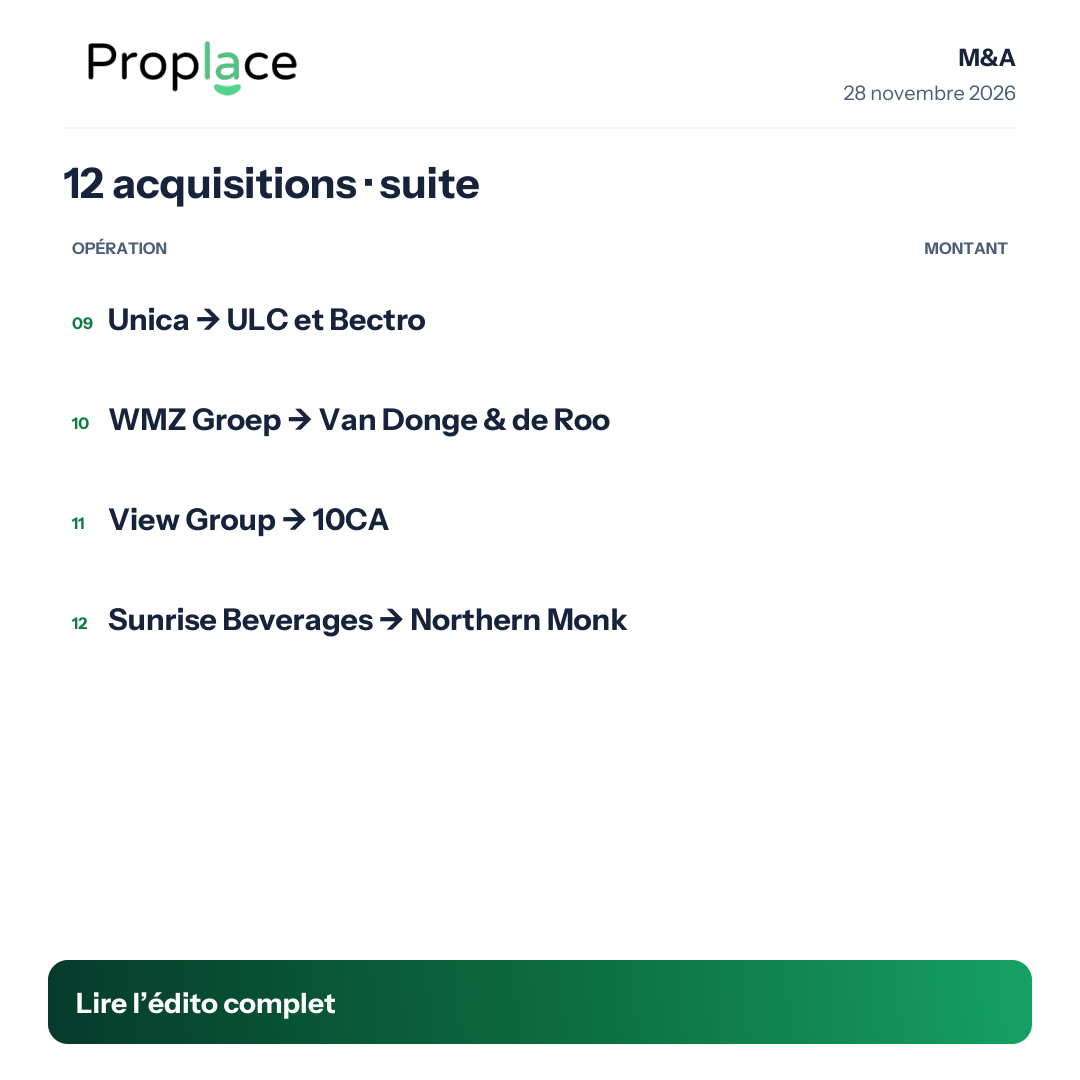 Proplace
M&A
28 novembre 2026
12 acquisitions · suite
OPÉRATION MONTANT
09 Unica → ULC et Bectro
10 WMZ Groep → Van Donge & de Roo
11 View Group → 10CA
12 Sunrise Beverages → Northern Monk
Lire l’édito complet